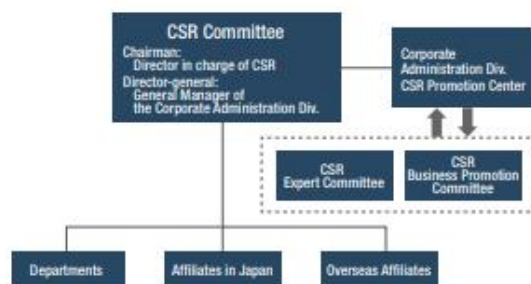 CSR Committee
Chairman:
Director in charge of CSR
Director-general:
General Manager of
the Corporate Administration Div.
Corporate
Administration Div.
CSR Promotion Center
CSR
Expert Committee
CSR
Business Promotion
Committee
Departments
Affiliates in Japan
Overseas Affiliates